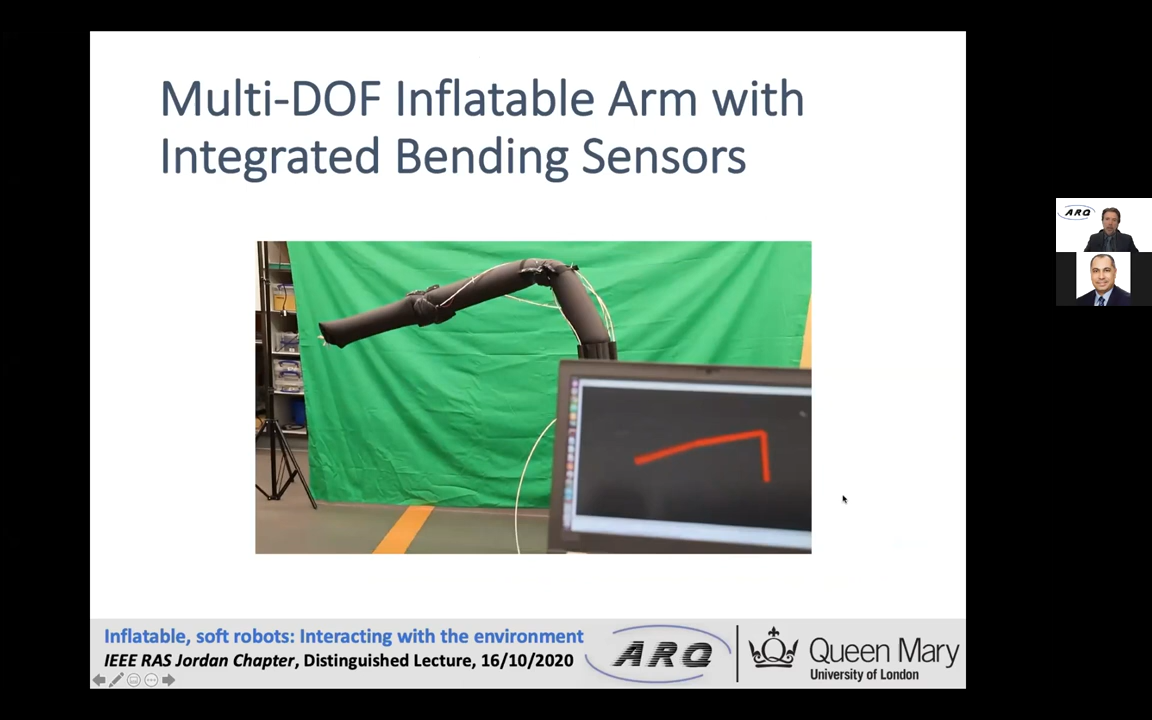 Multi-DOF Inflatable Arm with
Integrated Bending Sensors
ARQ
Inflatable, soft robots: Interacting with the environment
IEEE RAS Jordan Chapter, Distinguished Lecture, 16/10/2020
ARQ
Queen Mary
University of London